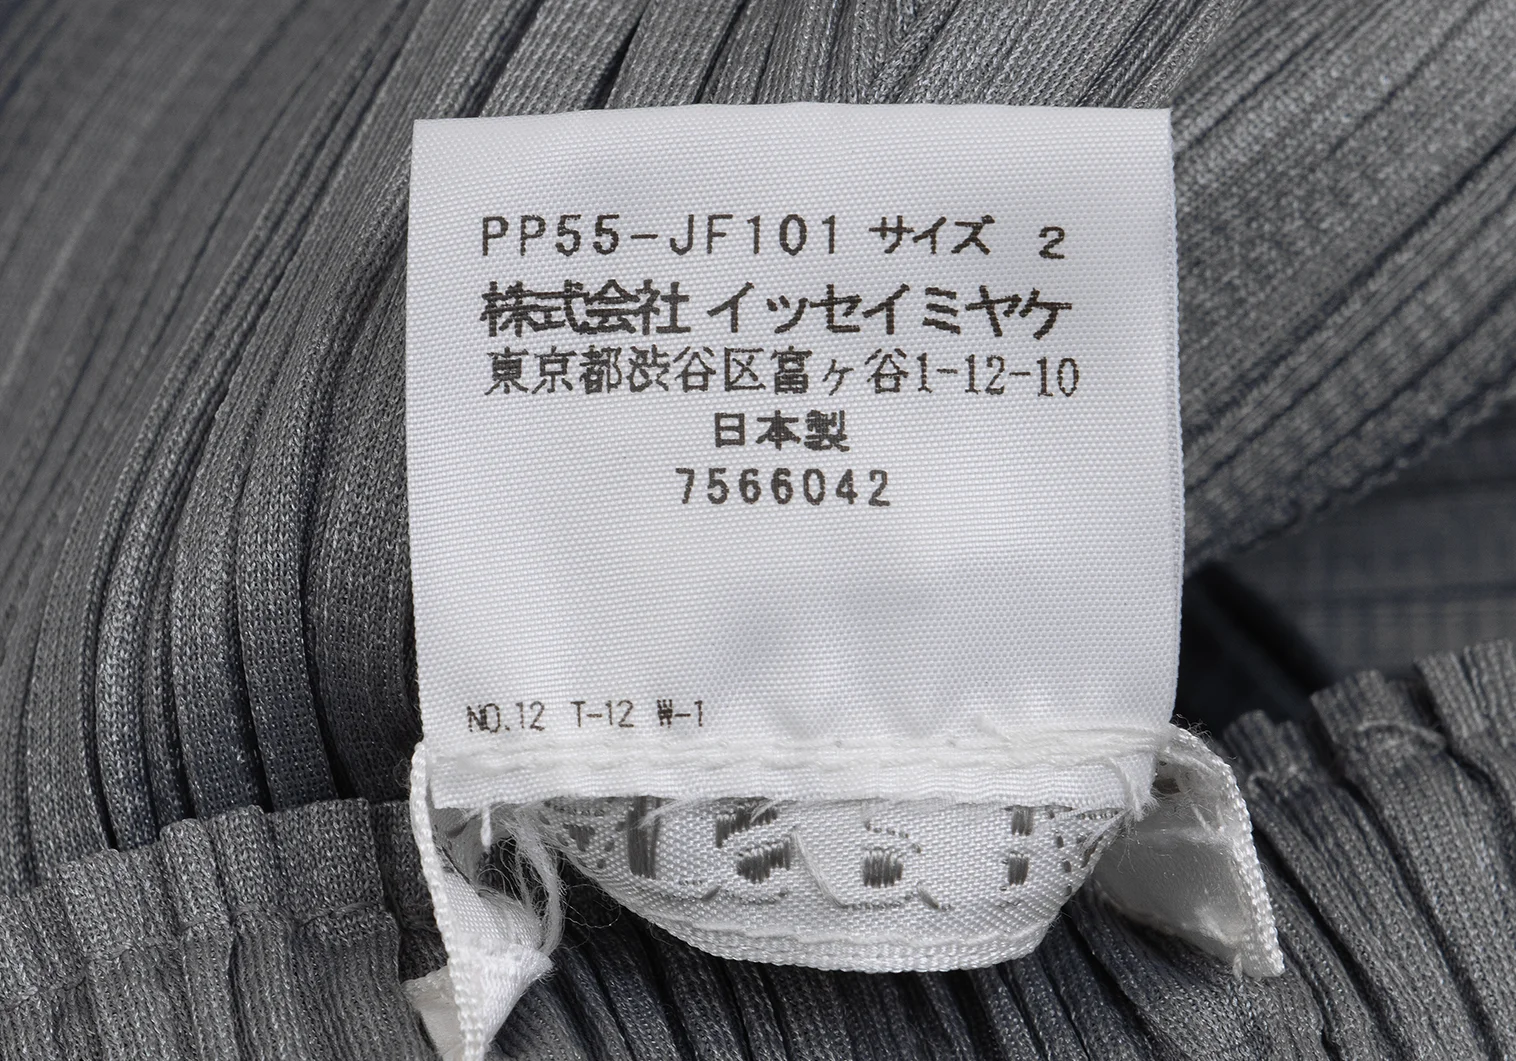 PP55-JF101 サイズ 2
株式会社 イッセイミヤケ
東京都渋谷区富ヶ谷1-12-10
日本製
7566042
NO.12 T-12 W-1